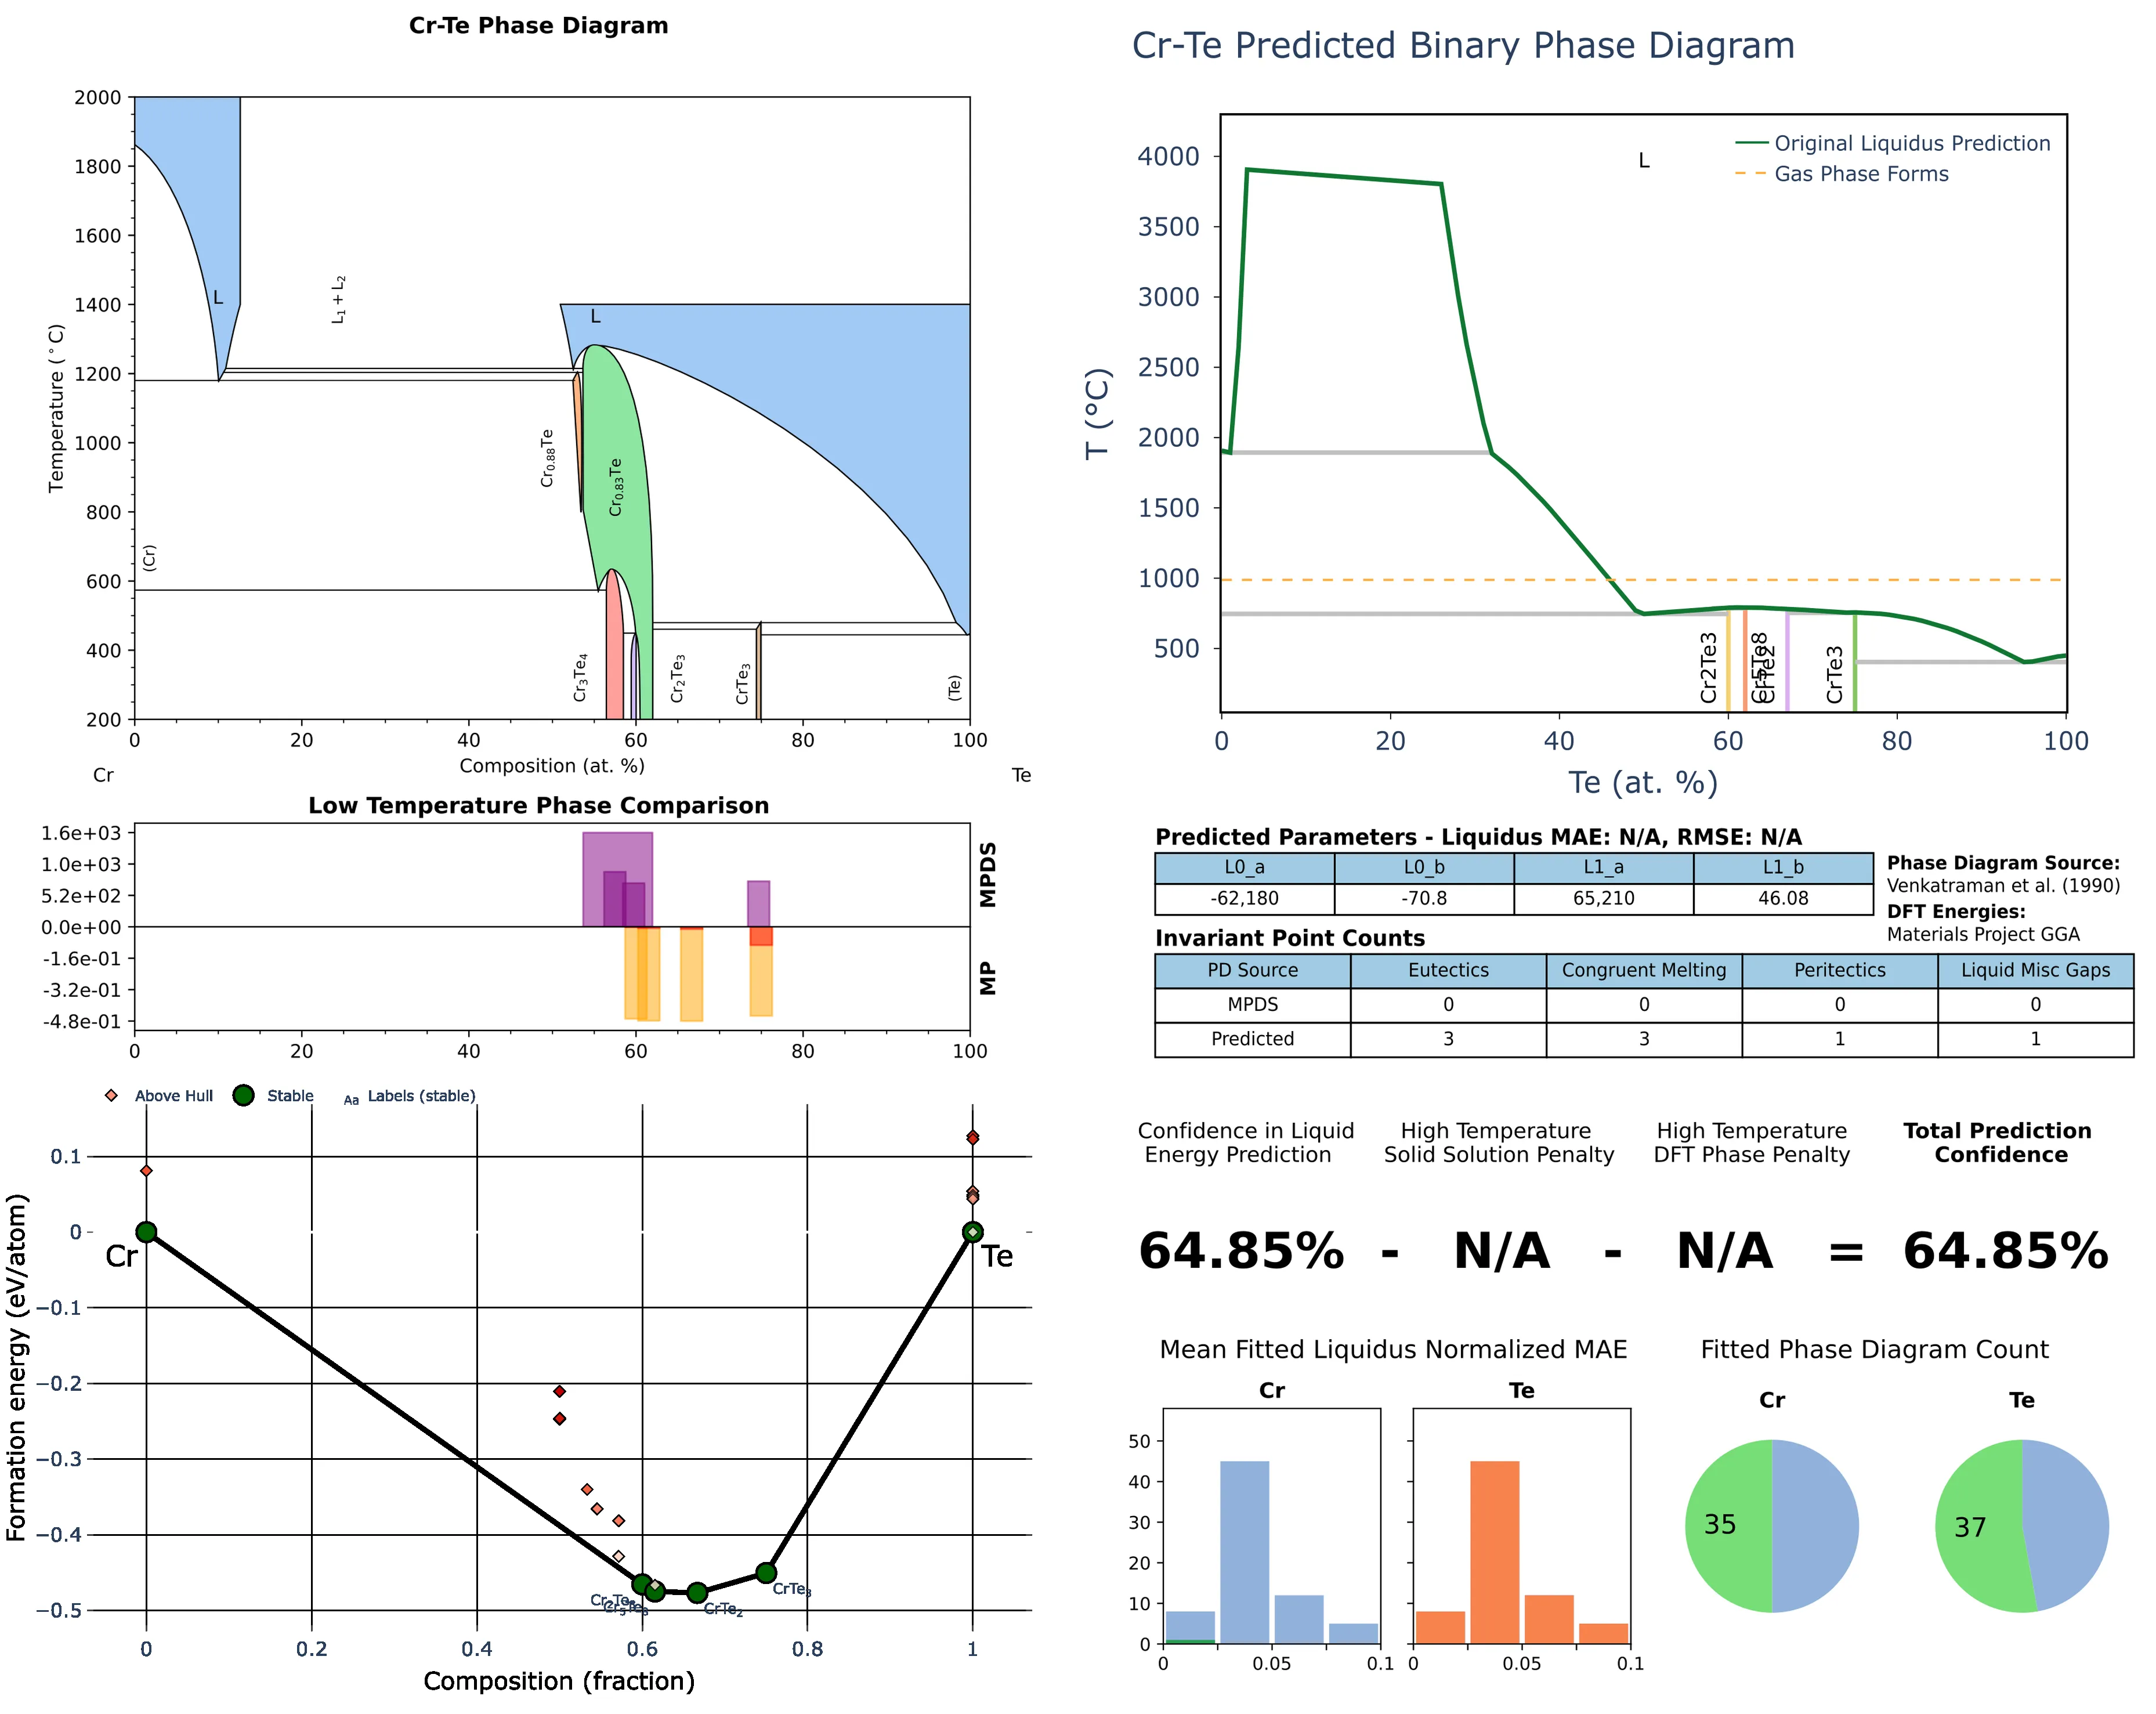 Cr-Te Phase Diagram
2000
1800
1600
1400
1200
1000
800
600
400
200
Temperature (°C)
L
L₁ + L₂
L
Cr₀.₈₈Te
Cr₀.₈₃Te
(Cr)
Cr₃Te₄
Cr₂Te₃
CrTe₃
(Te)
0 20 40 60 80 100
Composition (at. %)
Cr Te
Low Temperature Phase Comparison
1.6e+03
1.0e+03
5.2e+02
0.0e+00
-1.6e-01
-3.2e-01
-4.8e-01
MPDS
MP
0 20 40 60 80 100
Above Hull Stable Aa Labels (stable)
0.1
0
−0.1
−0.2
−0.3
−0.4
−0.5
Formation energy (eV/atom)
Cr
Te
CrTe₃
CrTe₂
0 0.2 0.4 0.6 0.8 1
Composition (fraction)
Cr-Te Predicted Binary Phase Diagram
4000
3500
3000
2500
2000
1500
1000
500
T (°C)
L
Original Liquidus Prediction
Gas Phase Forms
Cr2Te3
Cr5Te8
CrTe2
CrTe3
0 20 40 60 80 100
Te (at. %)
Predicted Parameters - Liquidus MAE: N/A, RMSE: N/A
L0_a L0_b L1_a L1_b
-62,180 -70.8 65,210 46.08
Phase Diagram Source:
Venkatraman et al. (1990)
DFT Energies:
Materials Project GGA
Invariant Point Counts
PD Source Eutectics Congruent Melting Peritectics Liquid Misc Gaps
MPDS 0 0 0 0
Predicted 3 3 1 1
Confidence in Liquid
Energy Prediction
High Temperature
Solid Solution Penalty
High Temperature
DFT Phase Penalty
Total Prediction
Confidence
64.85% - N/A - N/A = 64.85%
Mean Fitted Liquidus Normalized MAE
Cr Te
50
40
30
20
10
0
0 0.05 0.1
0 0.05 0.1
Fitted Phase Diagram Count
Cr Te
35 37